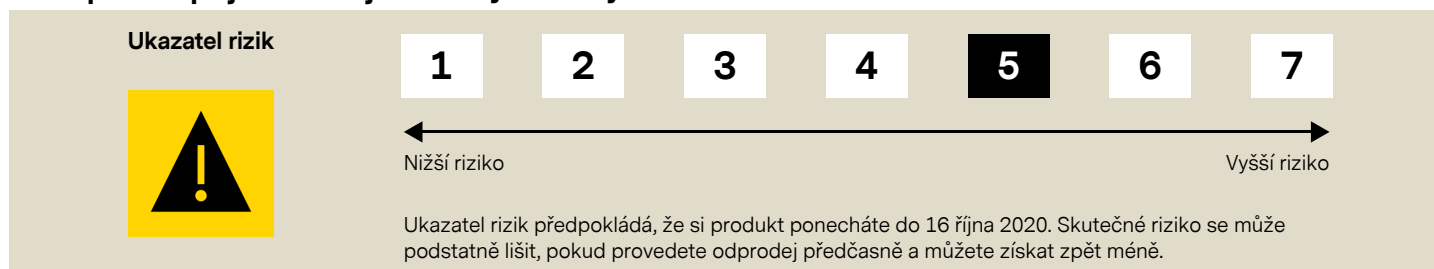 Ukazatel rizik
1 2 3 4 5 6 7
Nižší riziko Vyšší riziko
Ukazatel rizik předpokládá, že si produkt ponecháte do 16 října 2020. Skutečné riziko se může
podstatně lišit, pokud provedete odprodej předčasně a můžete získat zpět méně.